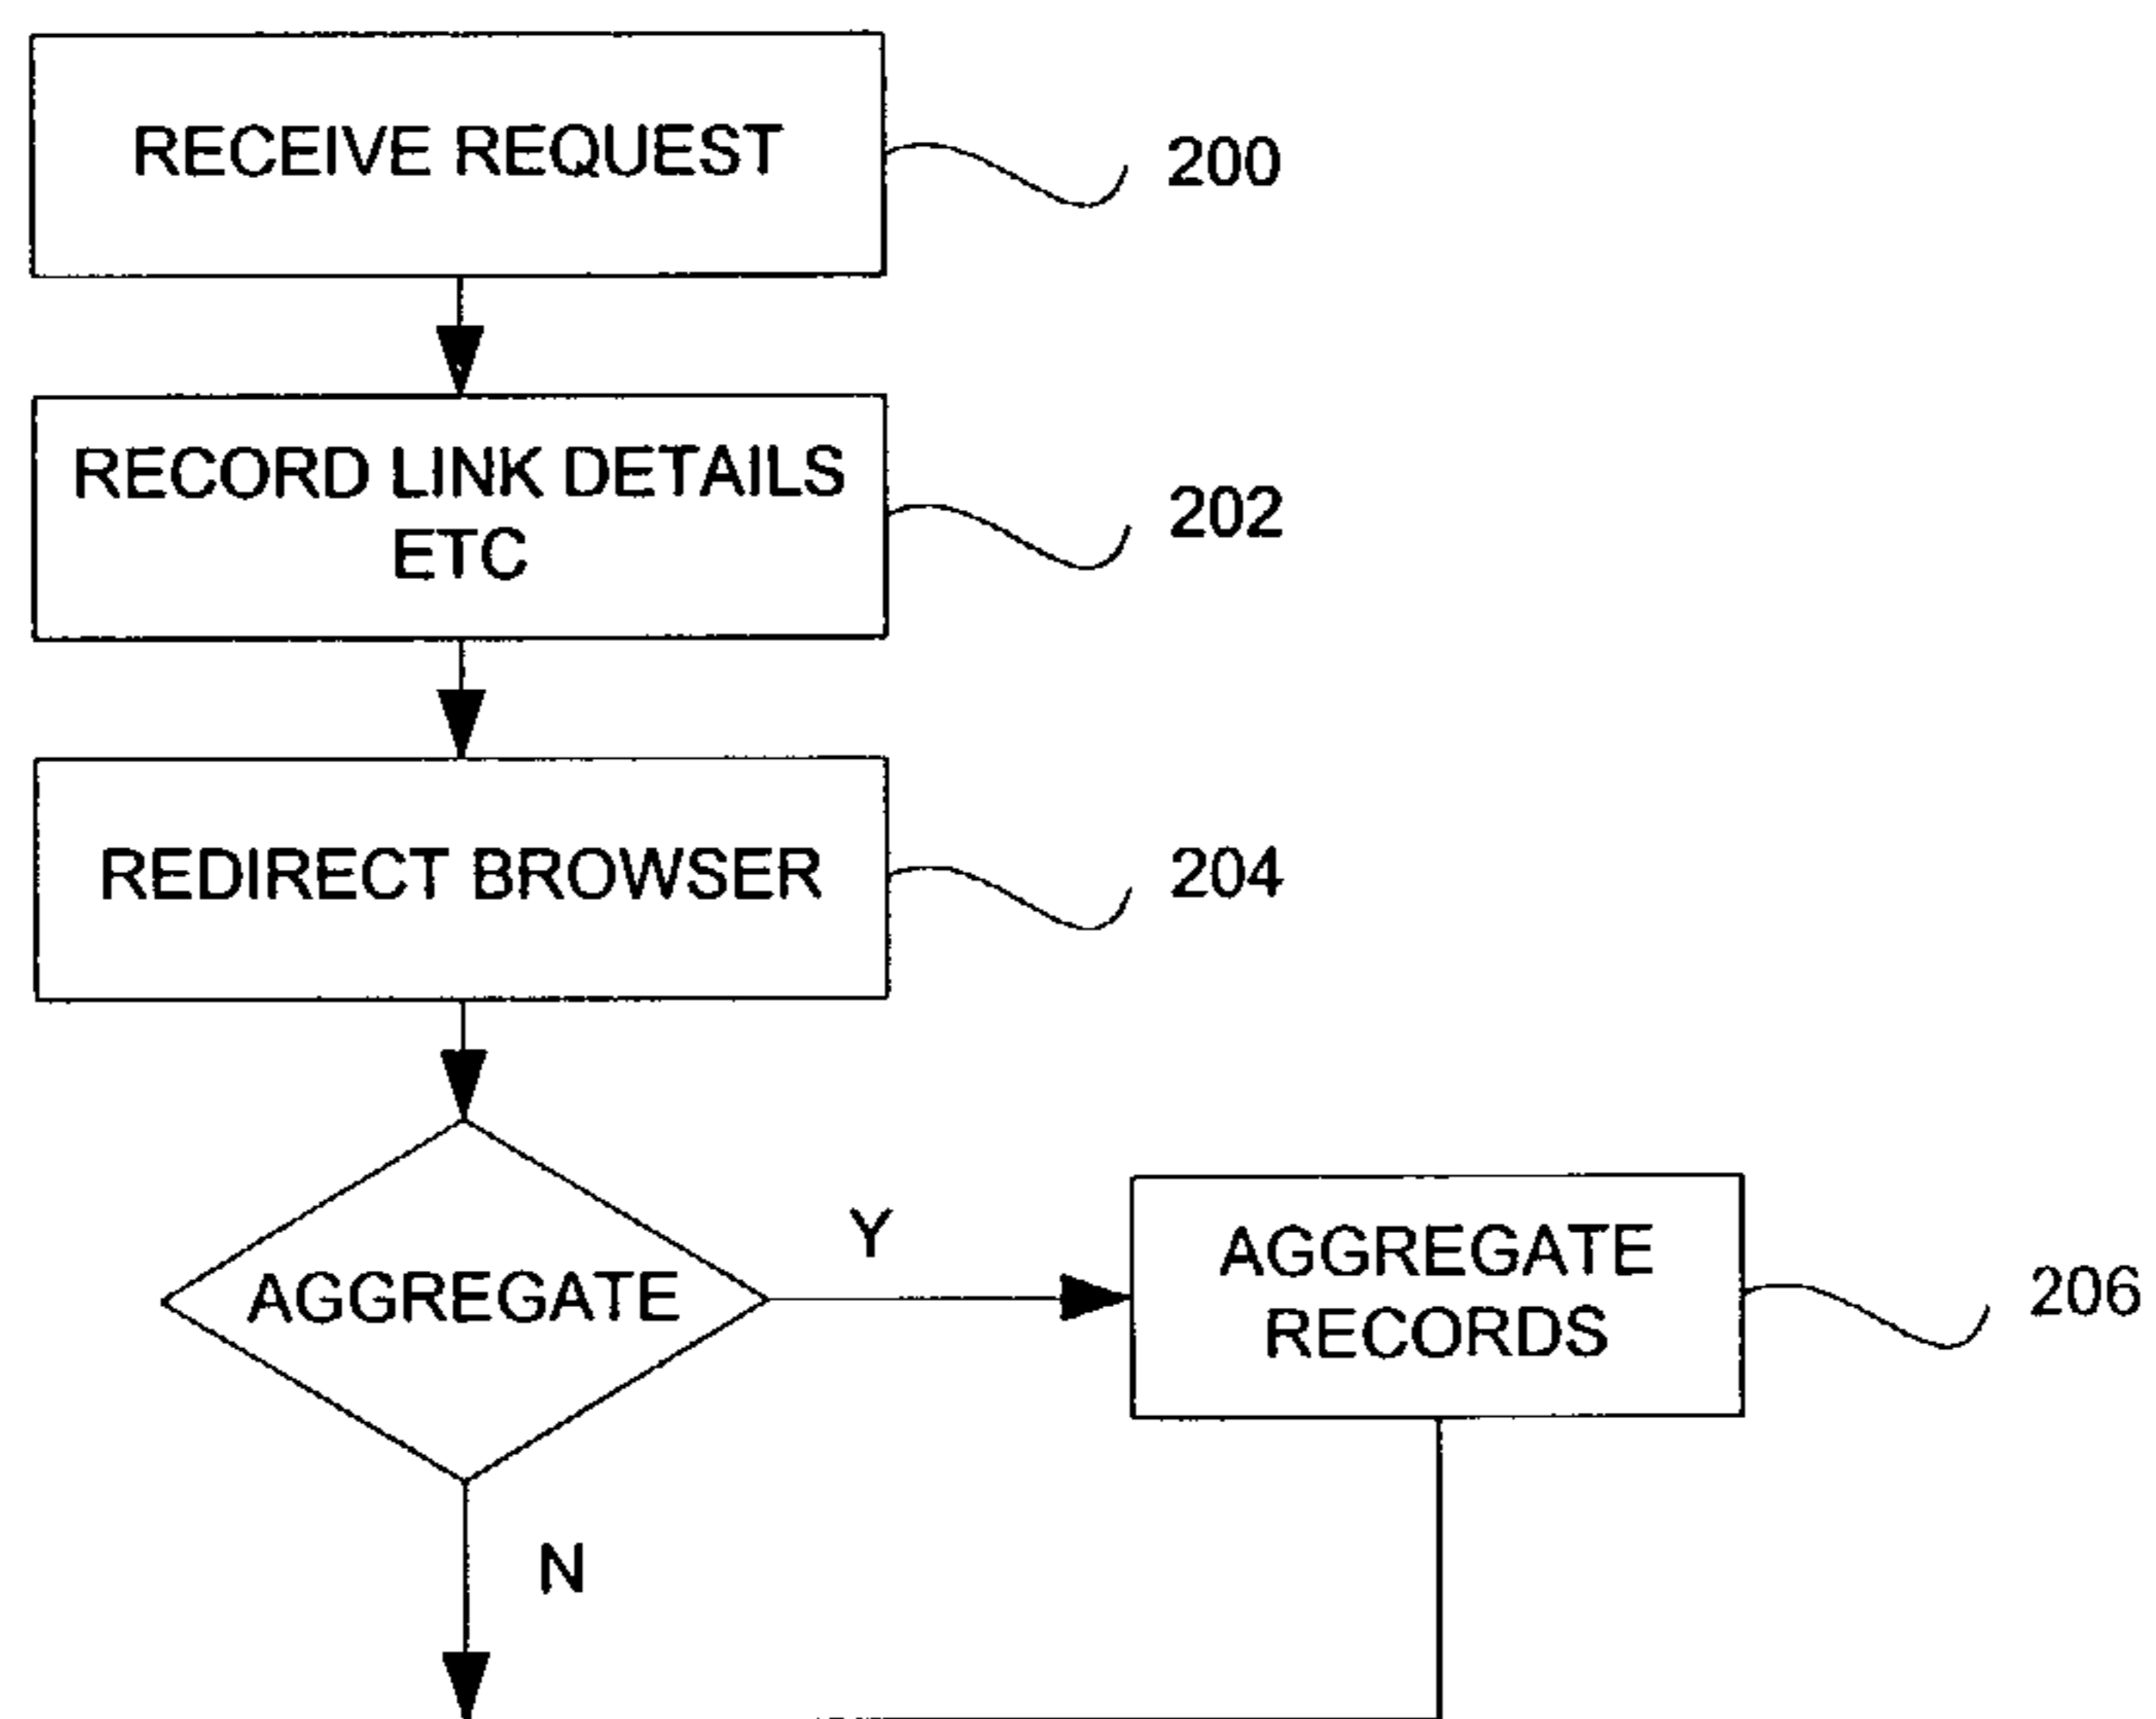 RECEIVE REQUEST
200
RECORD LINK DETAILS
ETC
202
REDIRECT BROWSER
204
AGGREGATE
Y
AGGREGATE
RECORDS
206
N